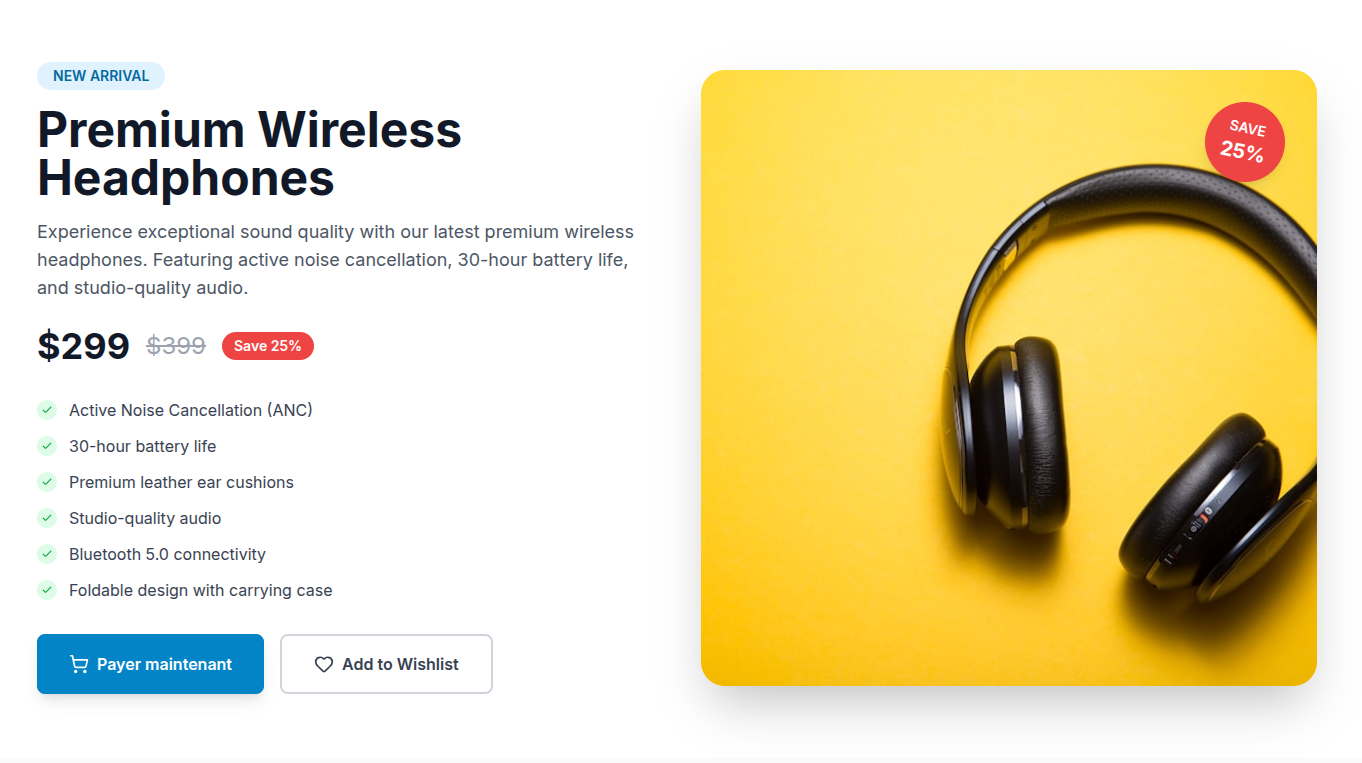 NEW ARRIVAL
Premium Wireless
Headphones
Experience exceptional sound quality with our latest premium wireless
headphones. Featuring active noise cancellation, 30-hour battery life,
and studio-quality audio.
$299 $399 Save 25%
Active Noise Cancellation (ANC)
30-hour battery life
Premium leather ear cushions
Studio-quality audio
Bluetooth 5.0 connectivity
Foldable design with carrying case
Payer maintenant
Add to Wishlist
SAVE
25%